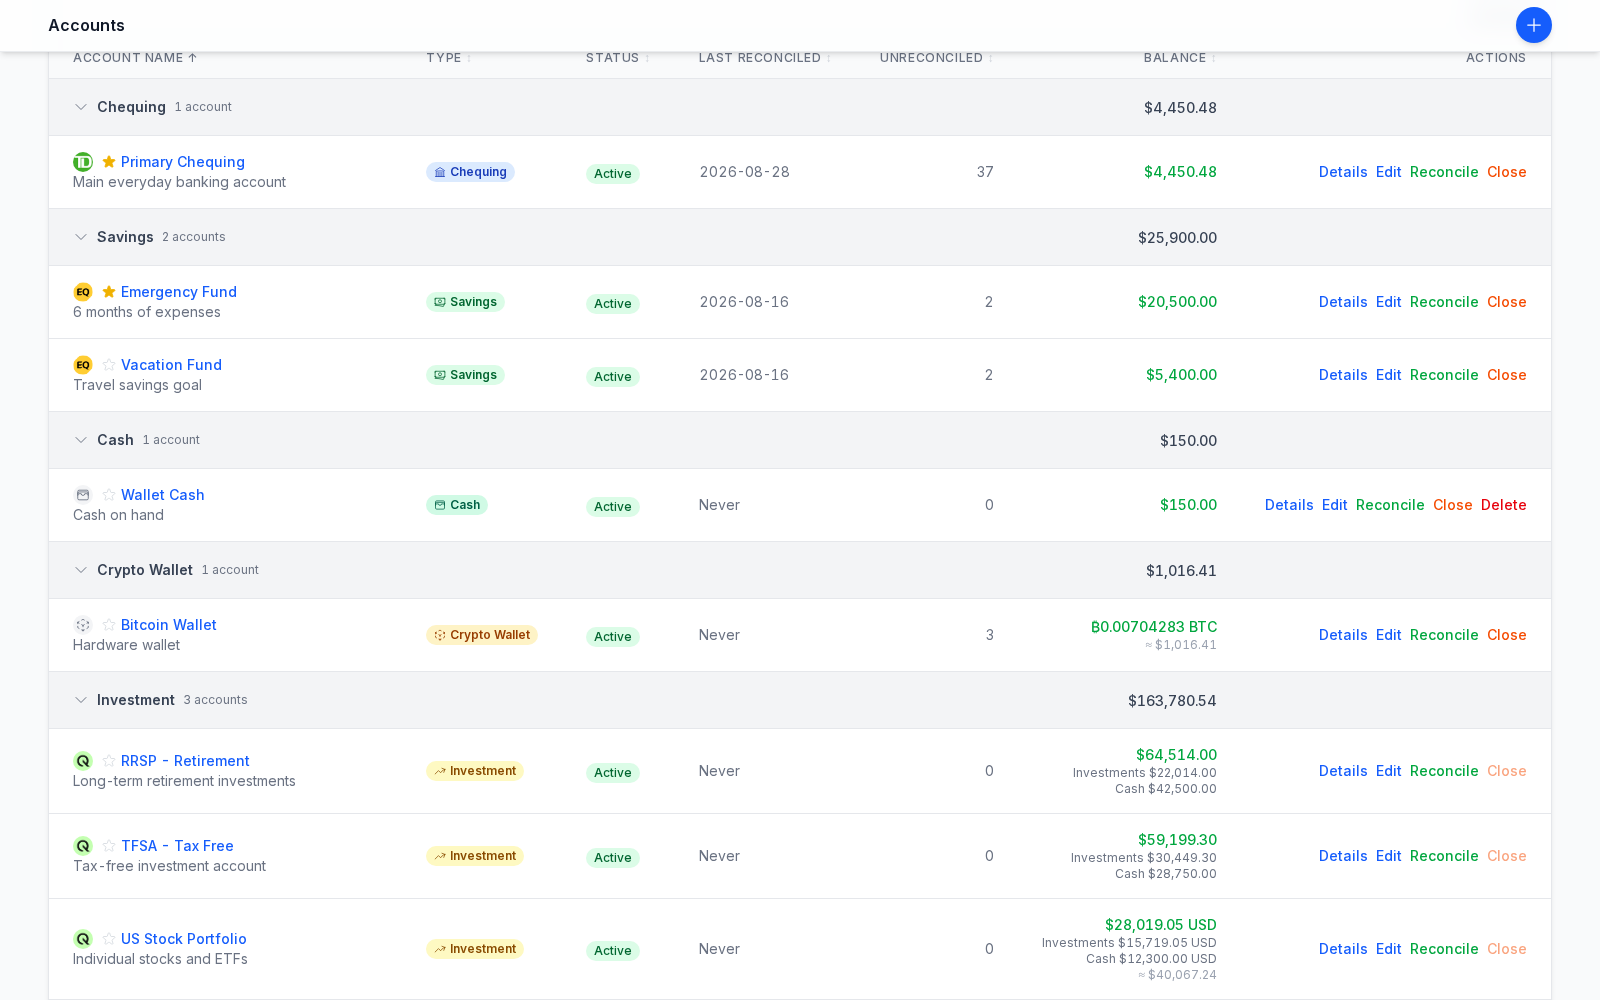 Accounts
ACCOUNT NAME ↑ TYPE ↕ STATUS ↕ LAST RECONCILED ↕ UNRECONCILED ↕ BALANCE ↕ ACTIONS
Chequing 1 account $4,450.48
TD Primary Chequing Chequing Active 2026-08-28 37 $4,450.48 Details Edit Reconcile Close
Main everyday banking account
Savings 2 accounts $25,900.00
EQ Emergency Fund Savings Active 2026-08-16 2 $20,500.00 Details Edit Reconcile Close
6 months of expenses
EQ Vacation Fund Savings Active 2026-08-16 2 $5,400.00 Details Edit Reconcile Close
Travel savings goal
Cash 1 account $150.00
Wallet Cash Cash Active Never 0 $150.00 Details Edit Reconcile Close Delete
Cash on hand
Crypto Wallet 1 account $1,016.41
Bitcoin Wallet Crypto Wallet Active Never 3 ₿0.00704283 BTC Details Edit Reconcile Close
Hardware wallet ≈ $1,016.41
Investment 3 accounts $163,780.54
Q RRSP - Retirement Investment Active Never 0 $64,514.00 Details Edit Reconcile Close
Long-term retirement investments Investments $22,014.00
Cash $42,500.00
Q TFSA - Tax Free Investment Active Never 0 $59,199.30 Details Edit Reconcile Close
Tax-free investment account Investments $30,449.30
Cash $28,750.00
Q US Stock Portfolio Investment Active Never 0 $28,019.05 USD Details Edit Reconcile Close
Individual stocks and ETFs Investments $15,719.05 USD
Cash $12,300.00 USD
≈ $40,067.24